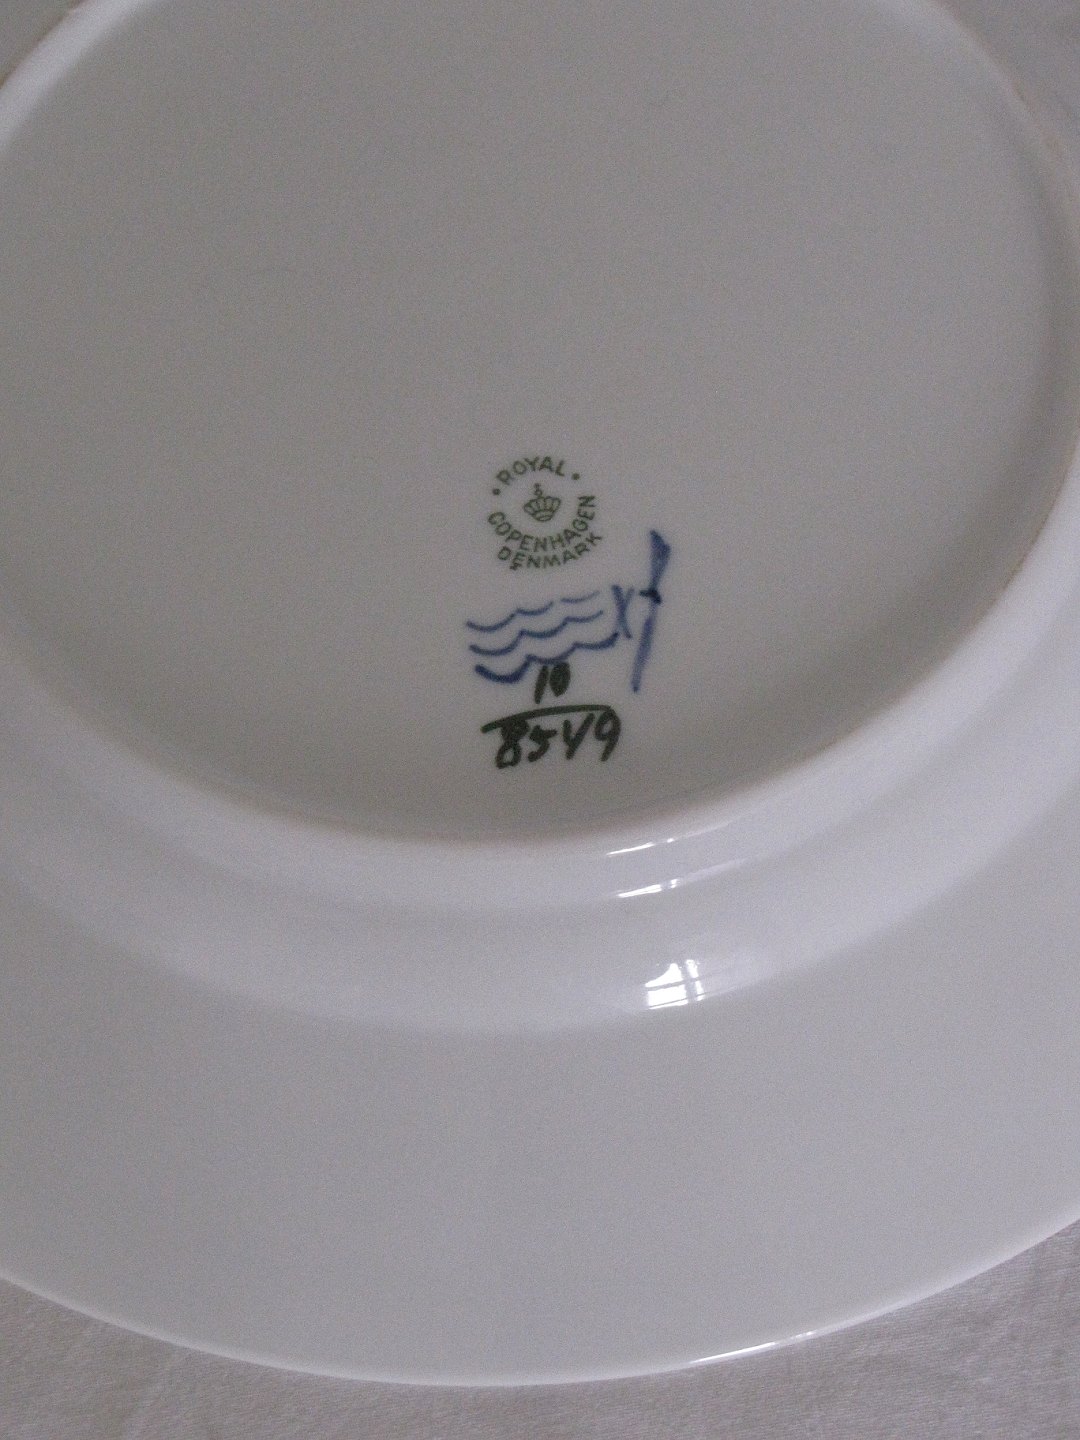 ROYAL
COPENHAGEN
DENMARK
10
8549